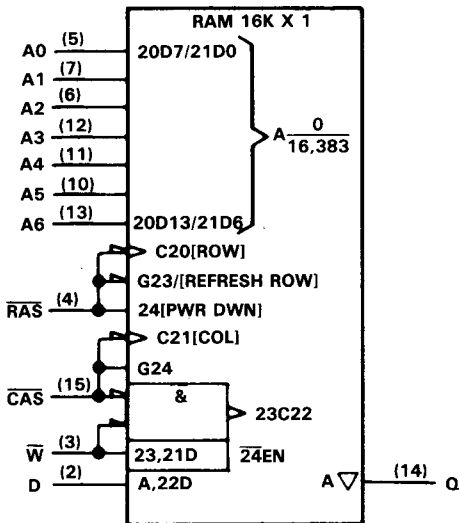 RAM 16K X 1
A0 (5) 20D7/21D0
A1 (7)
A2 (6)
A3 (12)
A4 (11)
A5 (10)
A6 (13) 20D13/21D6
A 0
16,383
C20[ROW]
G23/[REFRESH ROW]
RAS (4) 24[PWR DWN]
C21[COL]
G24
CAS (15)
&
23C22
W (3) 23,21D
24EN
D (2) A,22D
A ▽ (14) Q